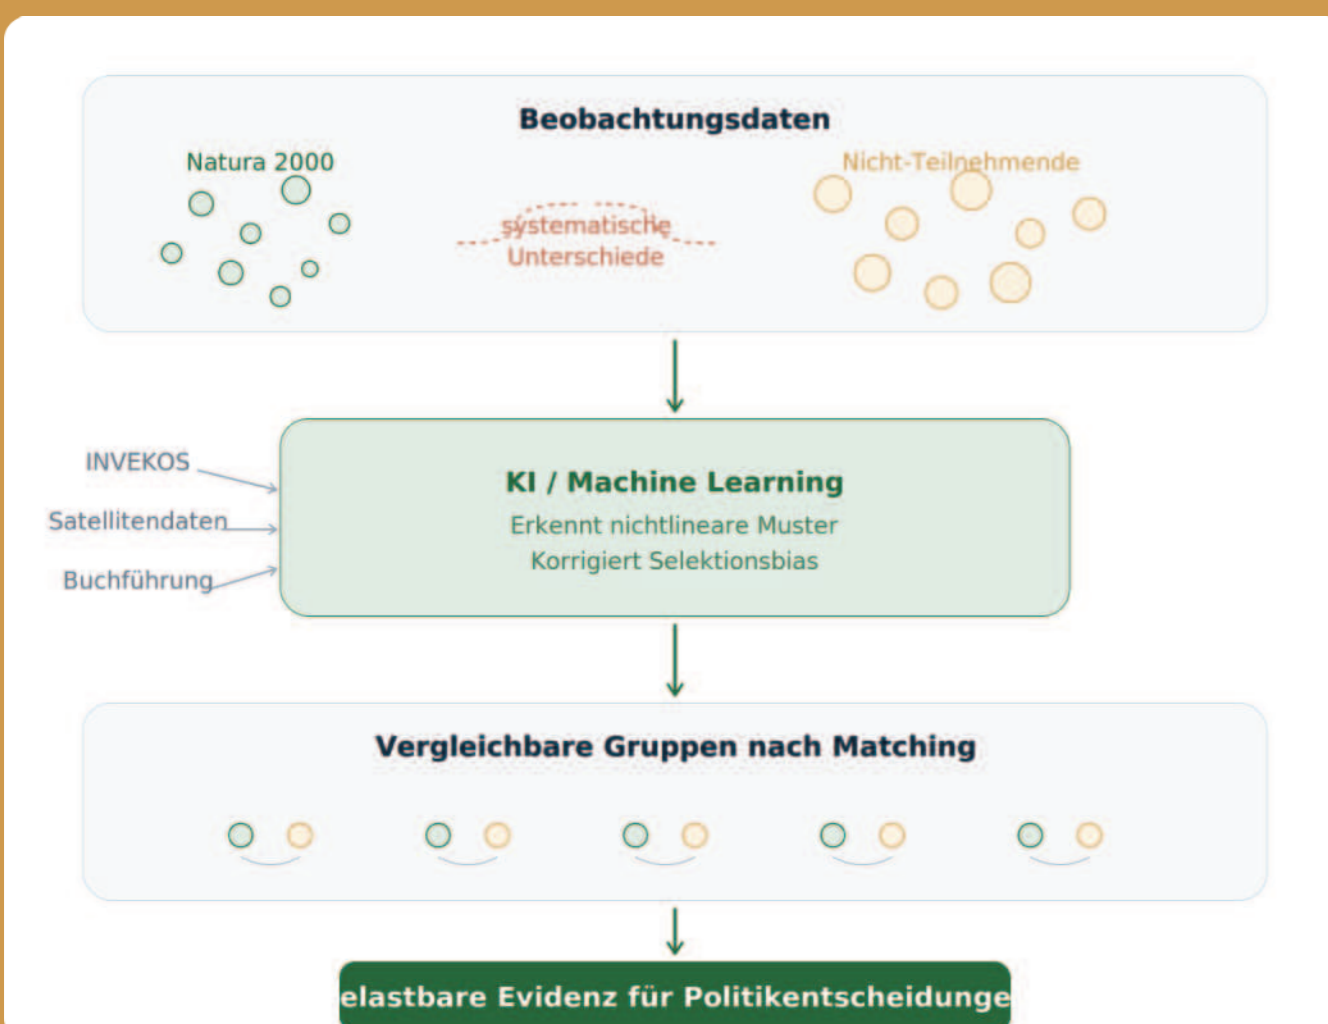 Beobachtungsdaten
Natura 2000
Nicht-Teilnehmende
systematische
Unterschiede
INVEKOS
Satellitendaten
Buchführung
KI / Machine Learning
Erkennt nichtlineare Muster
Korrigiert Selektionsbias
Vergleichbare Gruppen nach Matching
elastbare Evidenz für Politikentscheidunge